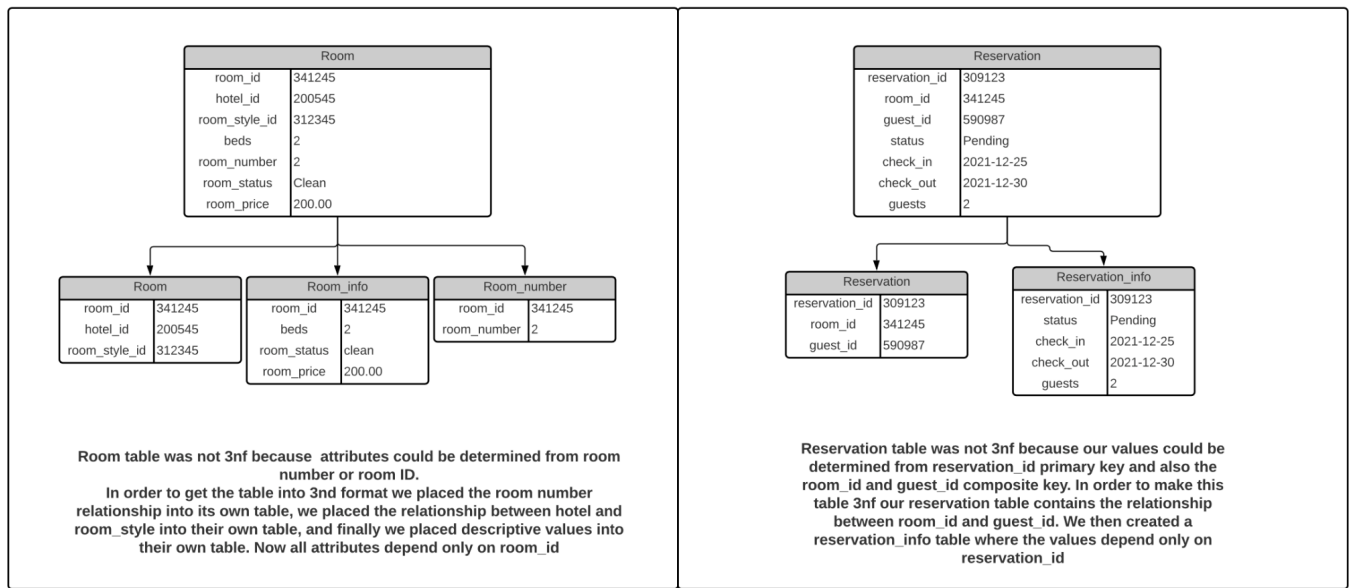 Room
room_id 341245
hotel_id 200545
room_style_id 312345
beds 2
room_number 2
room_status Clean
room_price 200.00
Room
room_id 341245
hotel_id 200545
room_style_id 312345
Room_info
room_id 341245
beds 2
room_status clean
room_price 200.00
Room_number
room_id 341245
room_number 2
Room table was not 3nf because attributes could be determined from room
number or room ID.
In order to get the table into 3nd format we placed the room number
relationship into its own table, we placed the relationship between hotel and
room_style into their own table, and finally we placed descriptive values into
their own table. Now all attributes depend only on room_id
Reservation
reservation_id 309123
room_id 341245
guest_id 590987
status Pending
check_in 2021-12-25
check_out 2021-12-30
guests 2
Reservation
reservation_id 309123
room_id 341245
guest_id 590987
Reservation_info
reservation_id 309123
status Pending
check_in 2021-12-25
check_out 2021-12-30
guests 2
Reservation table was not 3nf because our values could be
determined from reservation_id primary key and also the
room_id and guest_id composite key. In order to make this
table 3nf our reservation table contains the relationship
between room_id and guest_id. We then created a
reservation_info table where the values depend only on
reservation_id